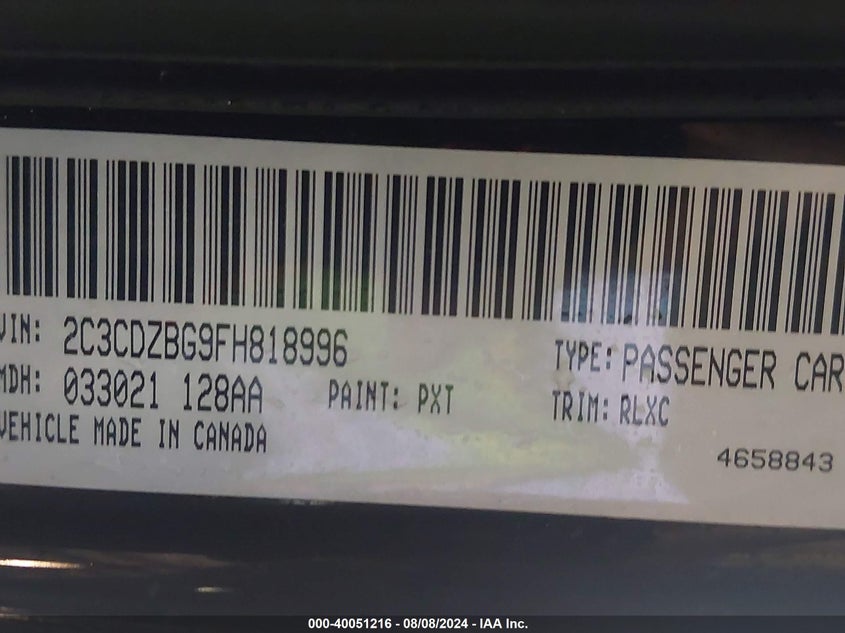 VIN: 2C3CDZBG9FH818996
TYPE: PASSENGER CAR
MDH: 033021 128AA
PAINT: PXT
TRIM: RLXC
VEHICLE MADE IN CANADA
4658843
000-40051216 - 08/08/2024 - IAA Inc.